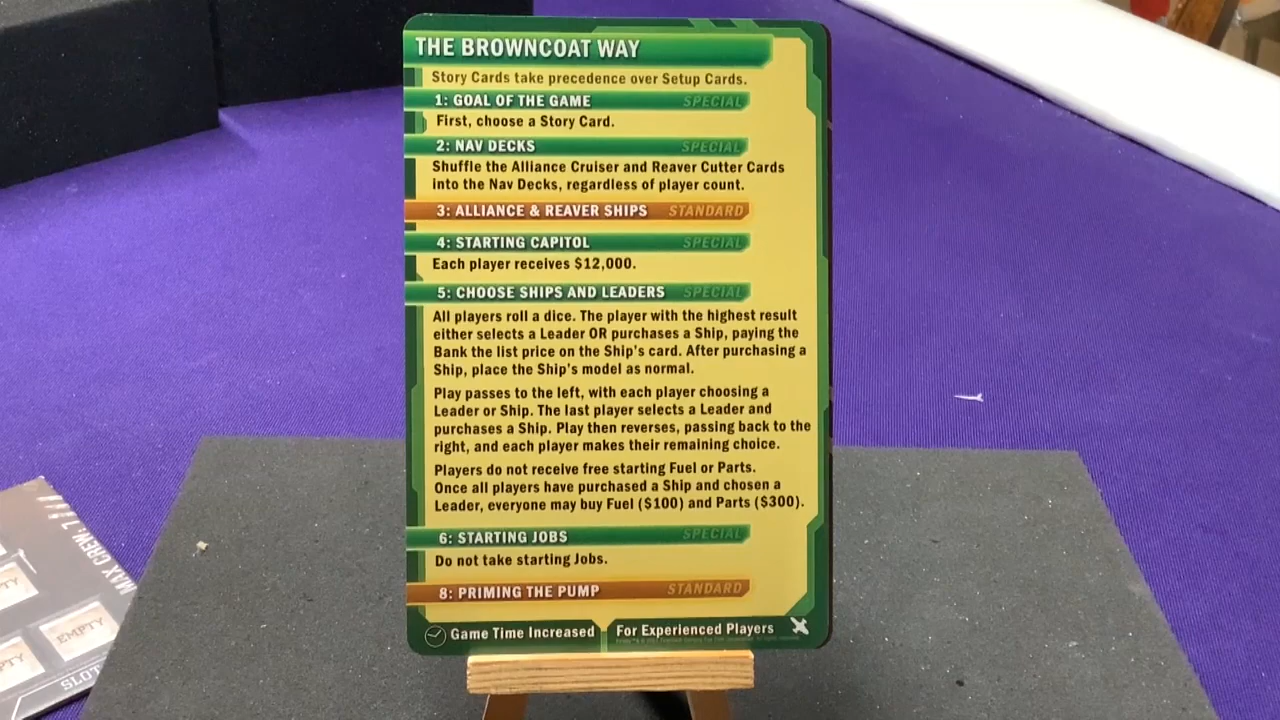 THE BROWNCOAT WAY
Story Cards take precedence over Setup Cards.
1: GOAL OF THE GAME SPECIAL
First, choose a Story Card.
2: NAV DECKS SPECIAL
Shuffle the Alliance Cruiser and Reaver Cutter Cards
into the Nav Decks, regardless of player count.
3: ALLIANCE & REAVER SHIPS STANDARD
4: STARTING CAPITOL SPECIAL
Each player receives $12,000.
5: CHOOSE SHIPS AND LEADERS SPECIAL
All players roll a dice. The player with the highest result
either selects a Leader OR purchases a Ship, paying the
Bank the list price on the Ship's card. After purchasing a
Ship, place the Ship's model as normal.
Play passes to the left, with each player choosing a
Leader or Ship. The last player selects a Leader and
purchases a Ship. Play then reverses, passing back to the
right, and each player makes their remaining choice.
Players do not receive free starting Fuel or Parts.
Once all players have purchased a Ship and chosen a
Leader, everyone may buy Fuel ($100) and Parts ($300).
6: STARTING JOBS SPECIAL
Do not take starting Jobs.
8: PRIMING THE PUMP STANDARD
Game Time Increased
For Experienced Players
MAX CREW:
EMPTY